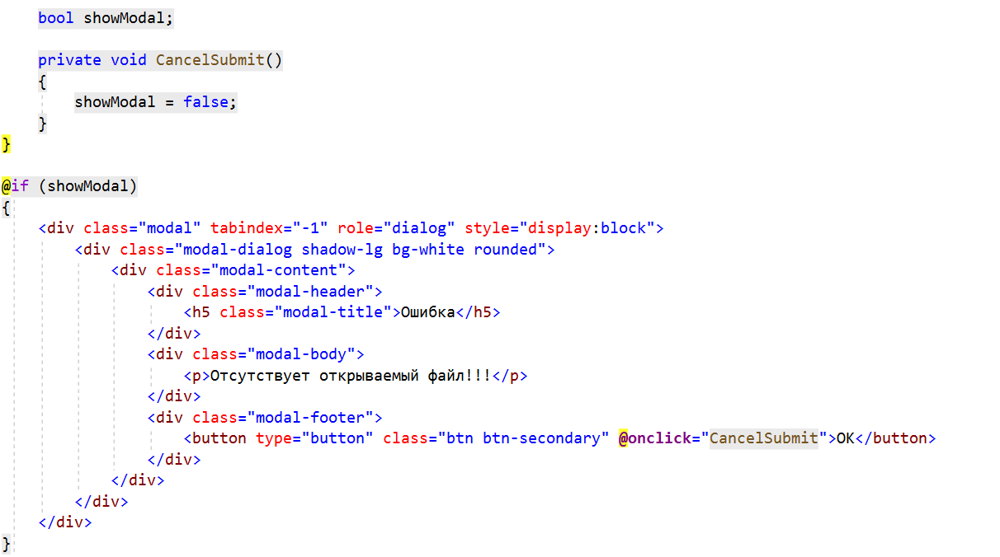 bool showModal;
private void CancelSubmit()
{
showModal = false;
}
}
@if (showModal)
{
<div class="modal" tabindex="-1" role="dialog" style="display:block">
<div class="modal-dialog shadow-lg bg-white rounded">
<div class="modal-content">
<div class="modal-header">
<h5 class="modal-title">Ошибка</h5>
</div>
<div class="modal-body">
<p>Отсутствует открываемый файл!!!</p>
</div>
<div class="modal-footer">
<button type="button" class="btn btn-secondary" @onclick="CancelSubmit">ОК</button>
</div>
</div>
</div>
</div>
}